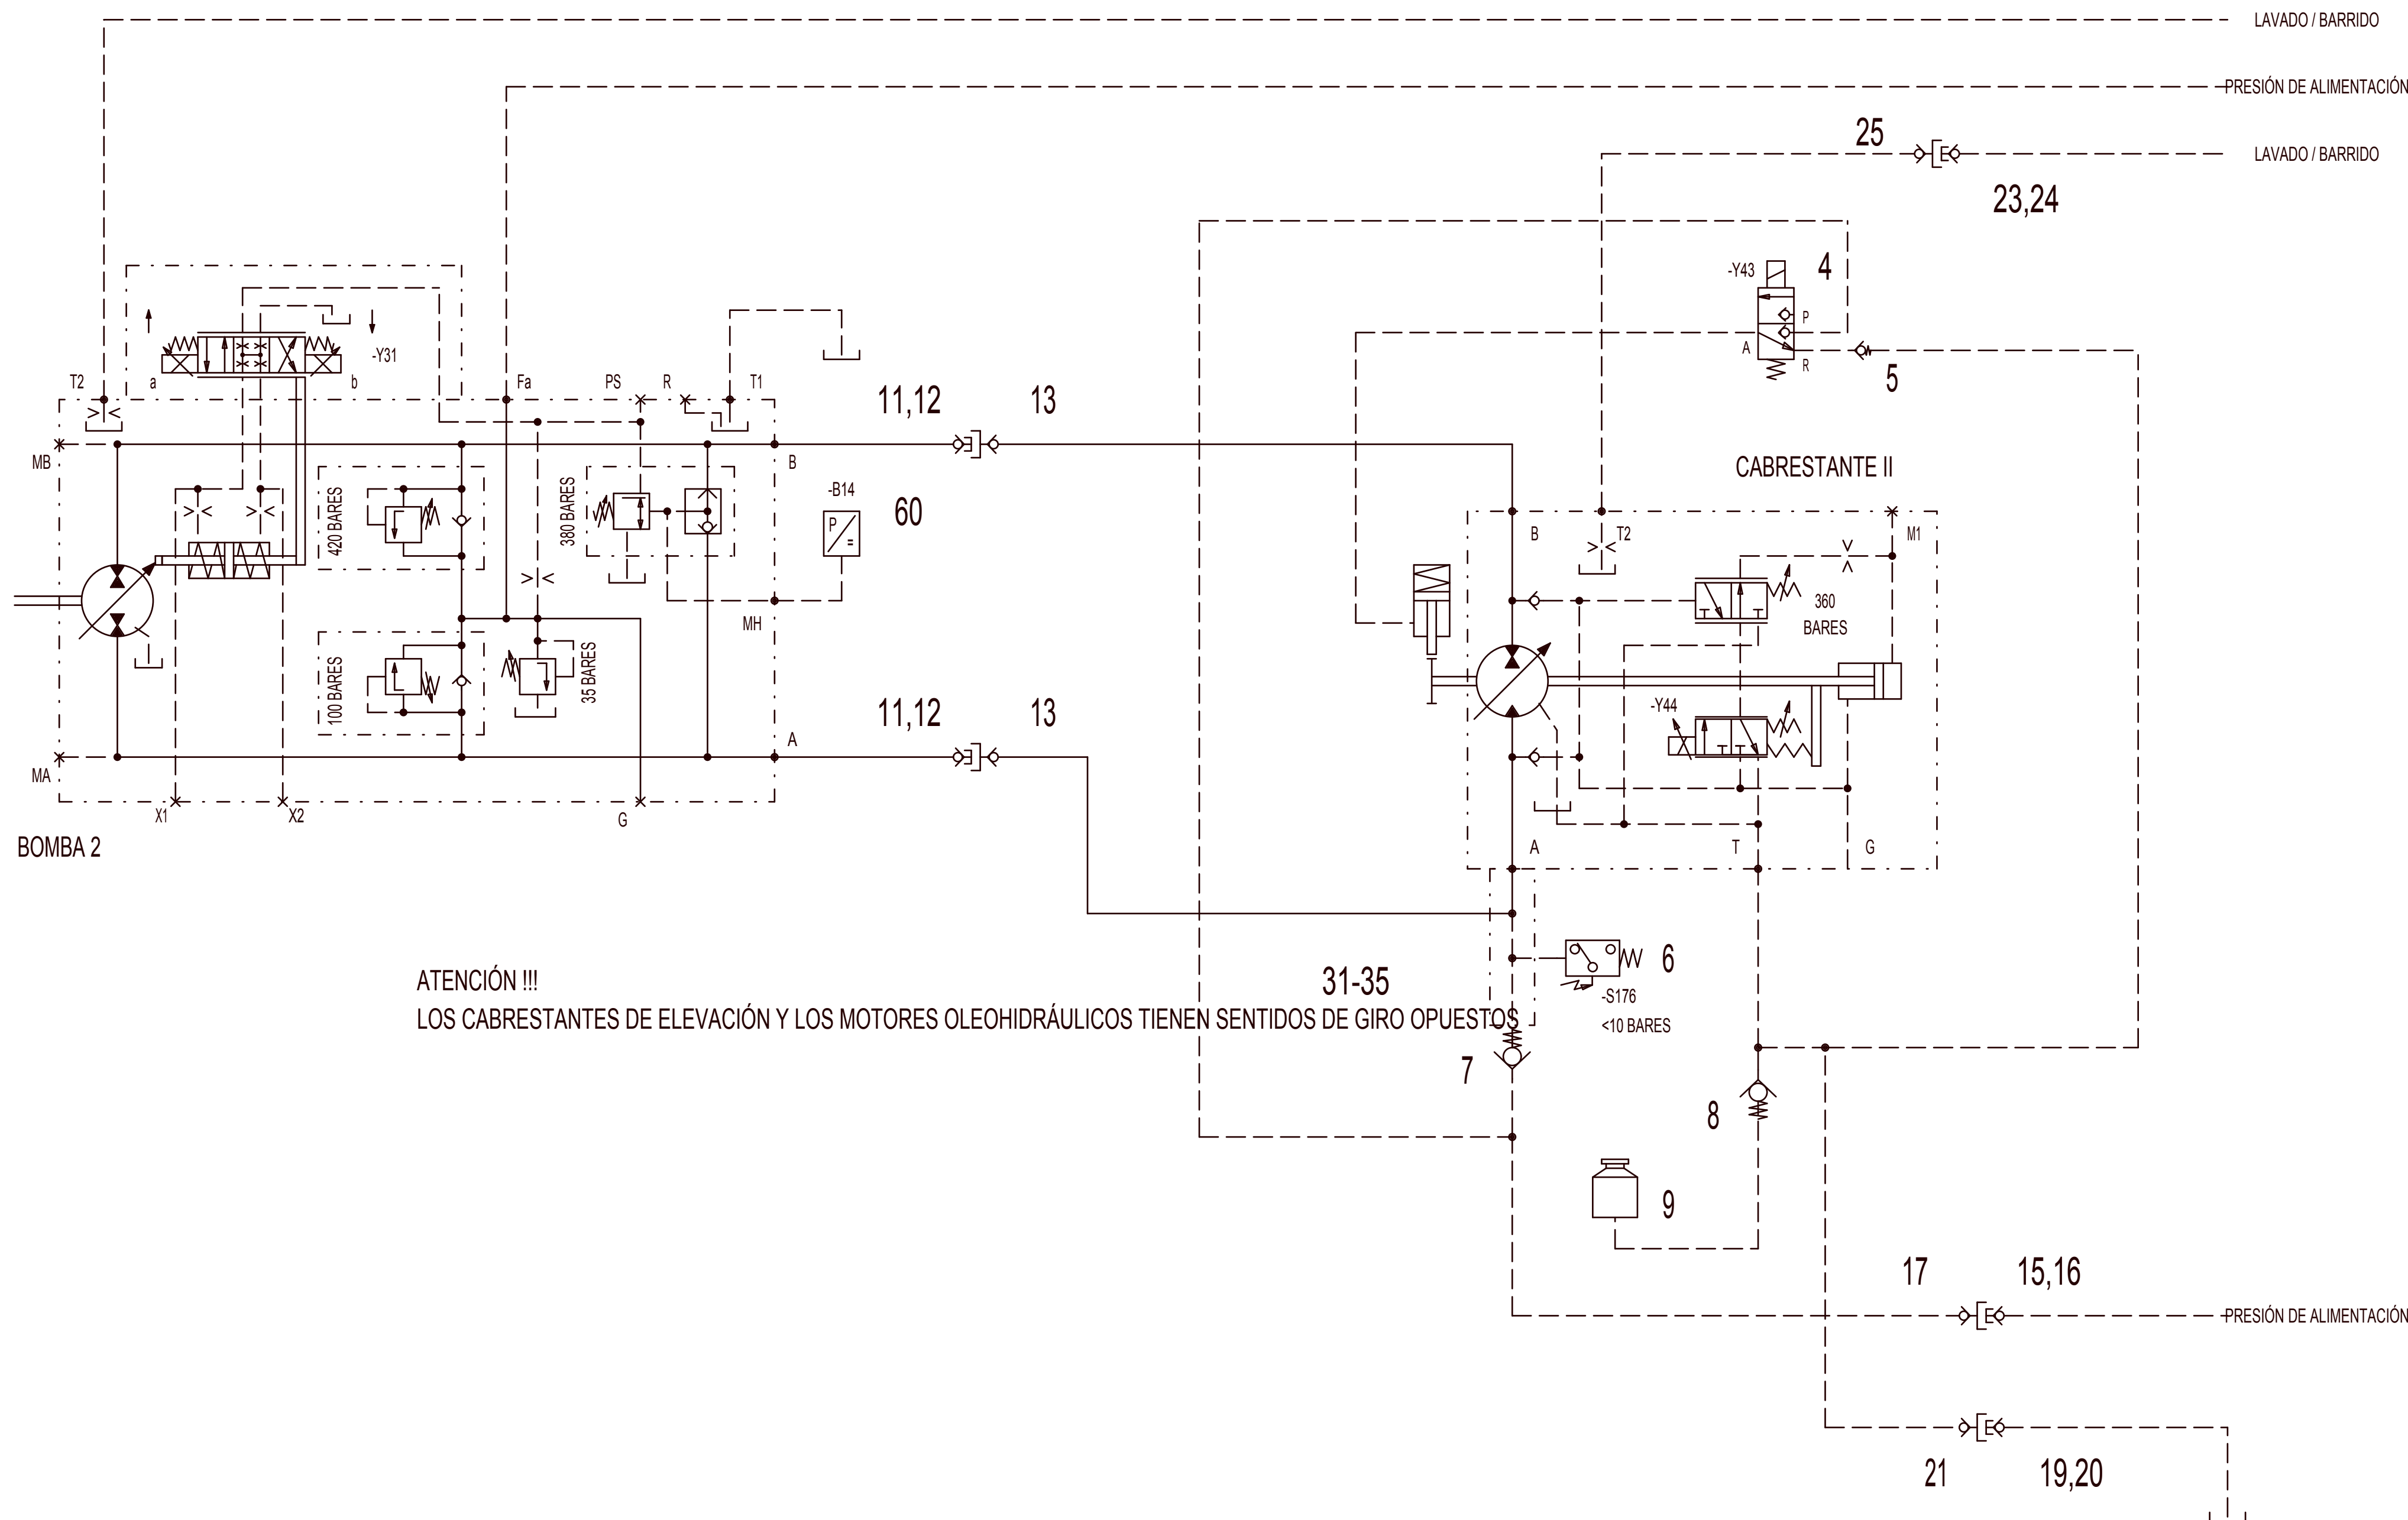 LAVADO / BARRIDO
PRESIÓN DE ALIMENTACIÓN
25
LAVADO / BARRIDO
23,24
-Y43
4
P
A
R
5
-Y31
a
b
T2
Fa
PS
R
T1
11,12
13
MB
B
420 BARES
380 BARES
-B14
60
P
=
CABRESTANTE II
B
T2
M1
360
BARES
MH
100 BARES
35 BARES
11,12
13
-Y44
A
MA
X1
X2
G
BOMBA 2
A
T
G
ATENCIÓN !!!
LOS CABRESTANTES DE ELEVACIÓN Y LOS MOTORES OLEOHIDRÁULICOS TIENEN SENTIDOS DE GIRO OPUESTOS
31-35
6
-S176
<10 BARES
7
8
9
17
15,16
PRESIÓN DE ALIMENTACIÓN
21
19,20